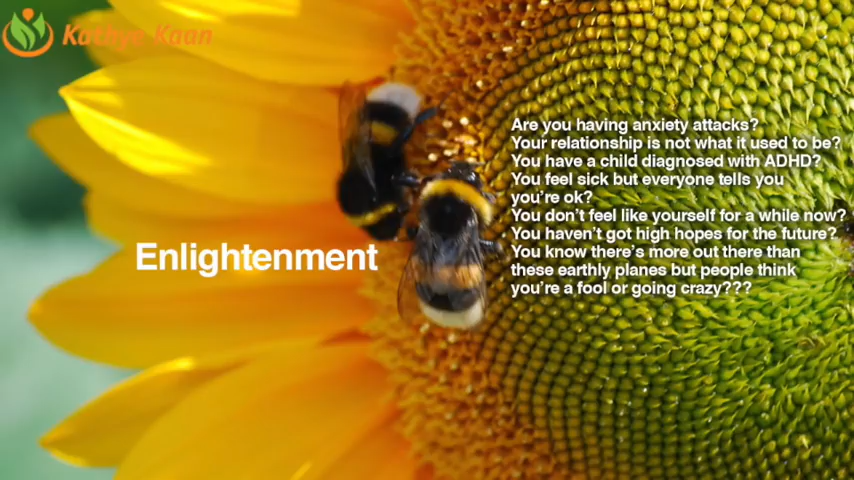 Kathye Kaan
Enlightenment
Are you having anxiety attacks?
Your relationship is not what it used to be?
You have a child diagnosed with ADHD?
You feel sick but everyone tells you
you're ok?
You don't feel like yourself for a while now?
You haven't got high hopes for the future?
You know there's more out there than
these earthly planes but people think
you're a fool or going crazy???